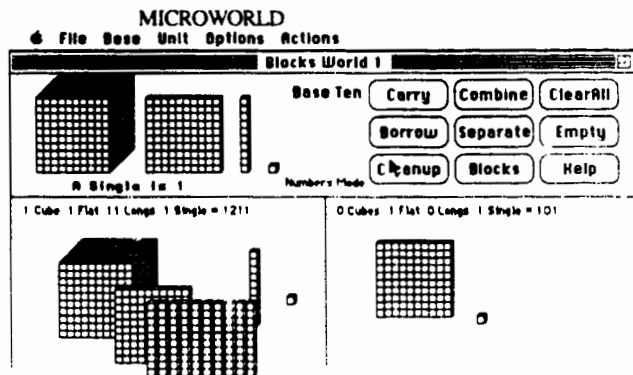 MICROWORLD
File Base Unit Options Actions
Blocks World 1
Base Ten Carry Combine ClearAll
Borrow Separate Empty
Cleanup Blocks Help
A Single is 1 Numbers Mode
1 Cube 1 Flat 11 Longs 1 Single = 1211
0 Cubes 1 Flat 0 Longs 1 Single = 101